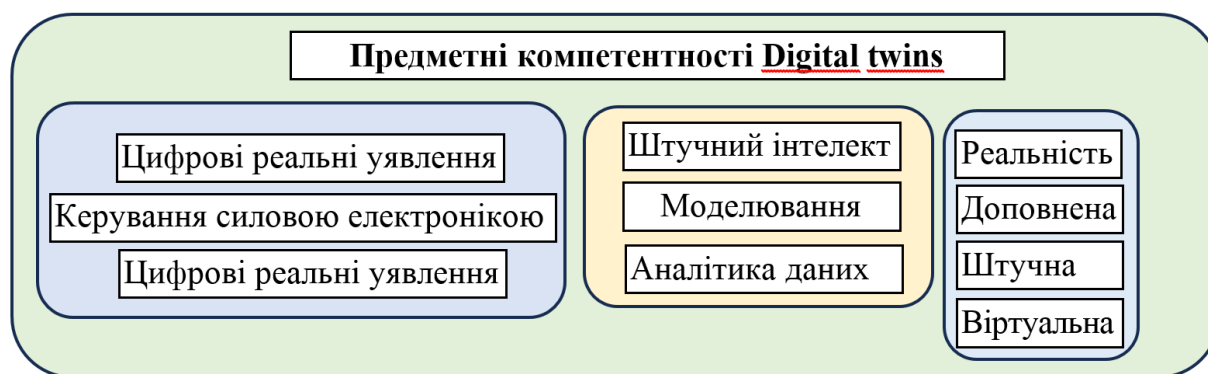 Предметні компетентності Digital twins
Цифрові реальні уявлення
Керування силовою електронікою
Цифрові реальні уявлення
Штучний інтелект
Моделювання
Аналітика даних
Реальність
Доповнена
Штучна
Віртуальна